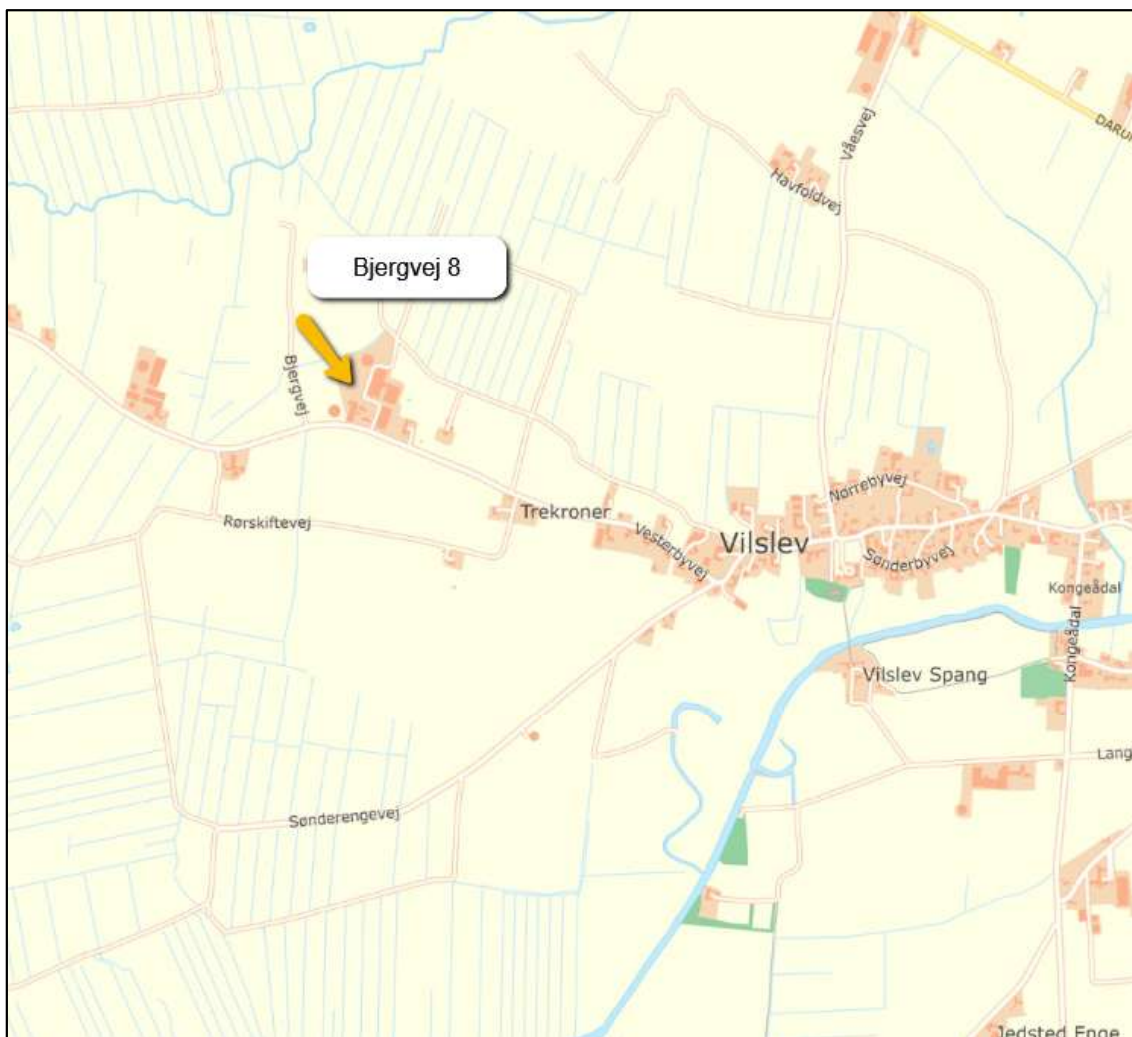 DARU
Våesvej
Havfoldvej
Bjergvej 8
Bjergvej
Nørrebyvej
Trekroner
Rørskiftevej
Vesterbyvej
Vilslev
Sønderbyvej
Kongeådal
Kongeådal
Vilslev Spang
Lang
Sønderengevej
Jedsted Enge